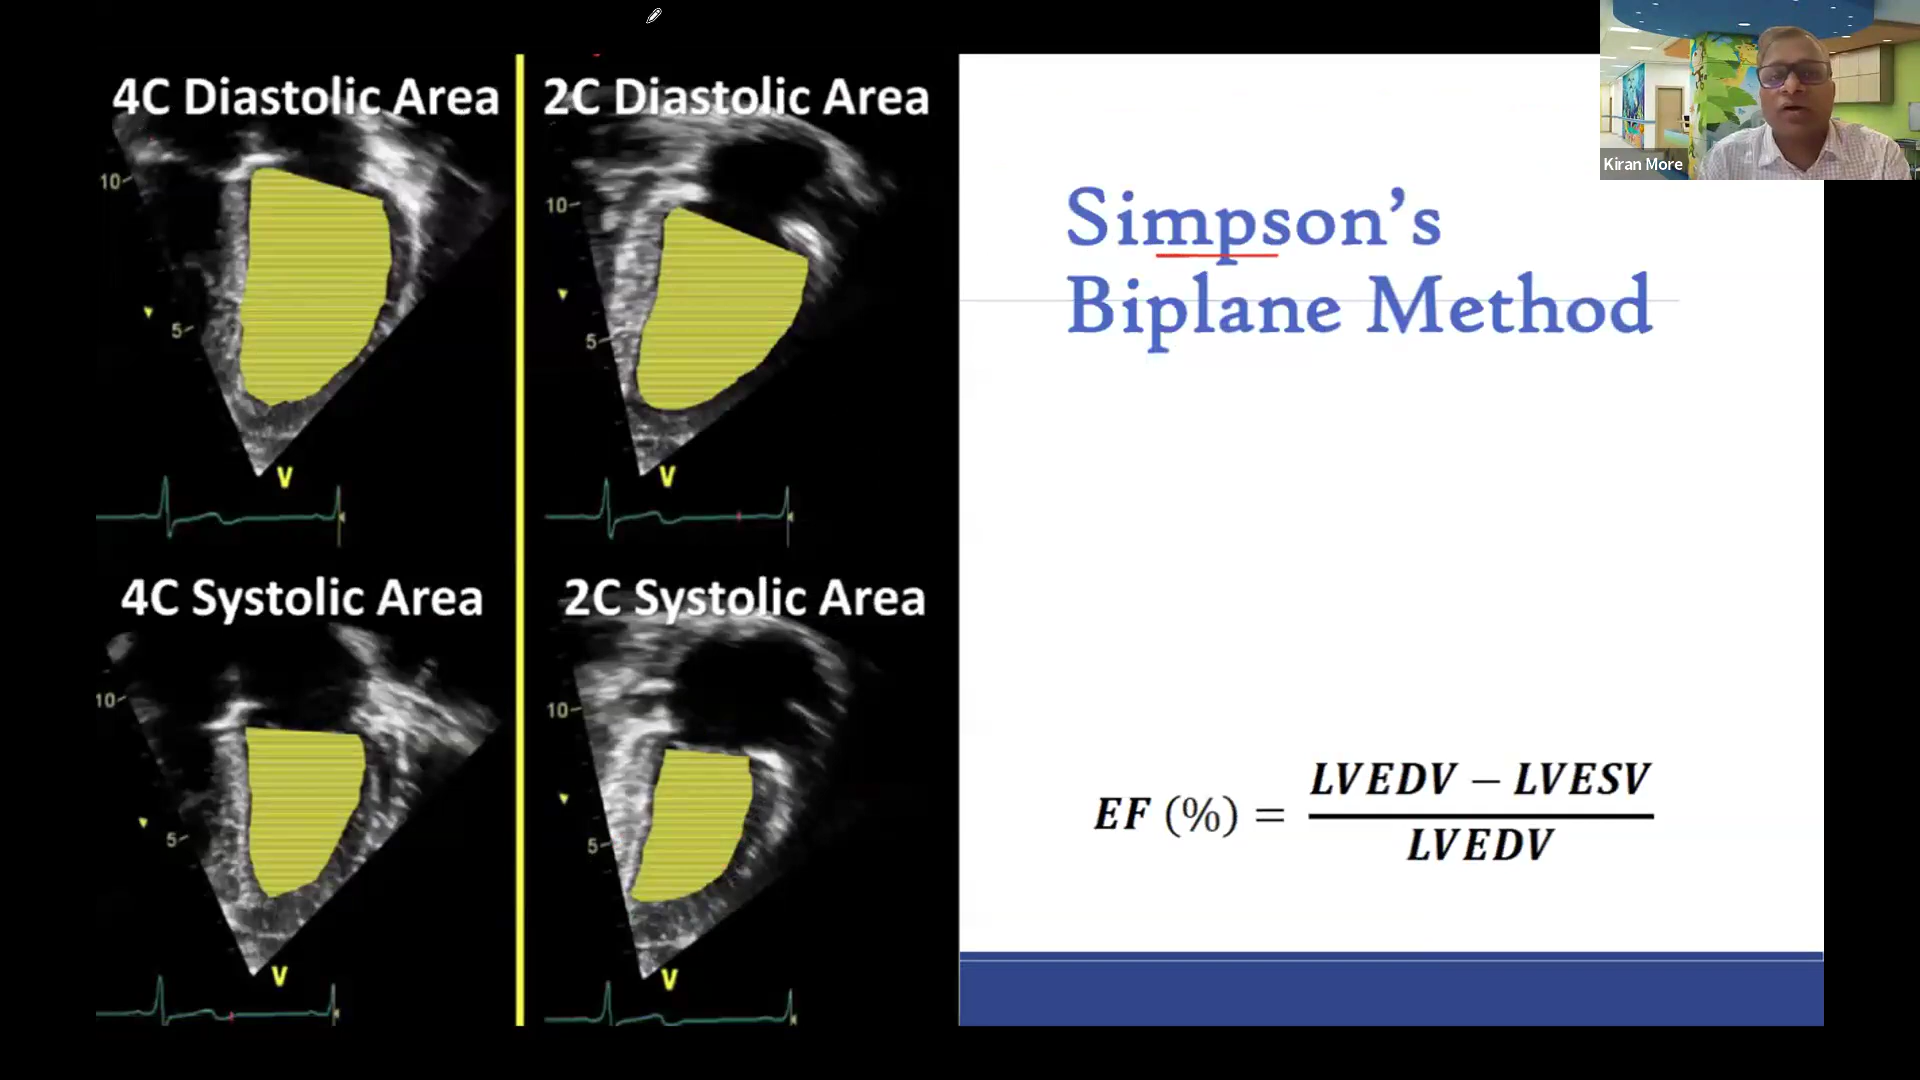 4C Diastolic Area
2C Diastolic Area
10
5
V
10
5
V
4C Systolic Area
2C Systolic Area
10
5
V
10
5
V
Simpson’s
Biplane Method
EF (%) = LVEDV – LVESV
LVEDV
Kiran More